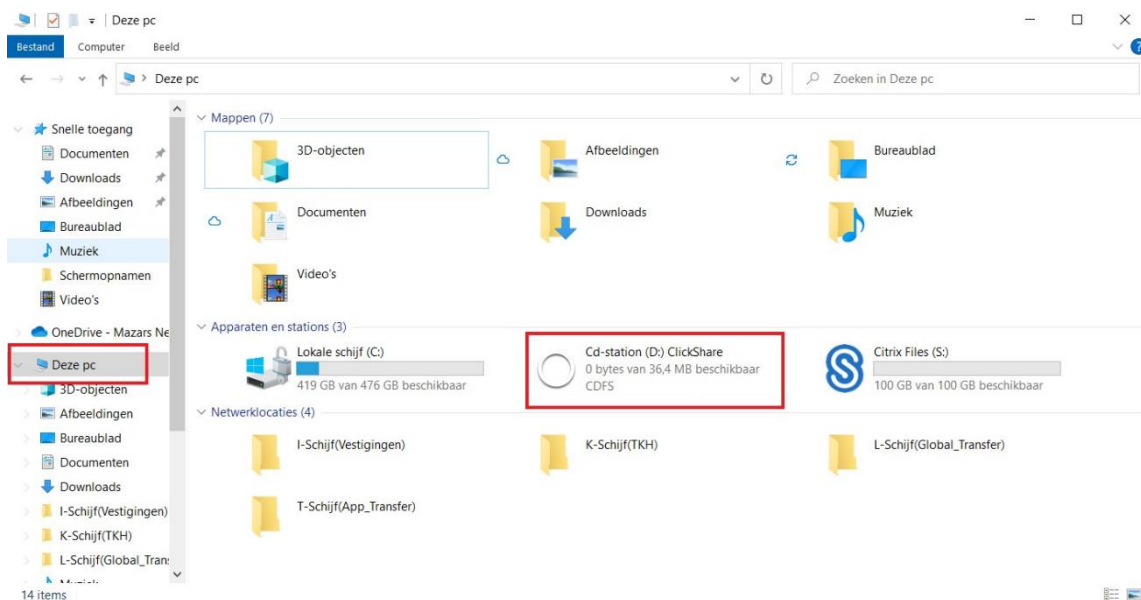 Deze pc
Bestand Computer Beeld
Deze pc
Zoeken in Deze pc
Snelle toegang
Documenten
Downloads
Afbeeldingen
Bureaublad
Muziek
Schermopnamen
Video's
OneDrive - Mazars Ne
Deze pc
3D-objecten
Afbeeldingen
Bureaublad
Documenten
Downloads
I-Schijf(Vestigingen)
K-Schijf(TKH)
L-Schijf(Global_Trans
Mappen (7)
3D-objecten
Afbeeldingen
Bureaublad
Documenten
Downloads
Muziek
Video's
Apparaten en stations (3)
Lokale schijf (C:)
419 GB van 476 GB beschikbaar
Cd-station (D:) ClickShare
0 bytes van 36,4 MB beschikbaar
CDFS
Citrix Files (S:)
100 GB van 100 GB beschikbaar
Netwerklocaties (4)
I-Schijf(Vestigingen)
K-Schijf(TKH)
L-Schijf(Global_Transfer)
T-Schijf(App_Transfer)
14 items